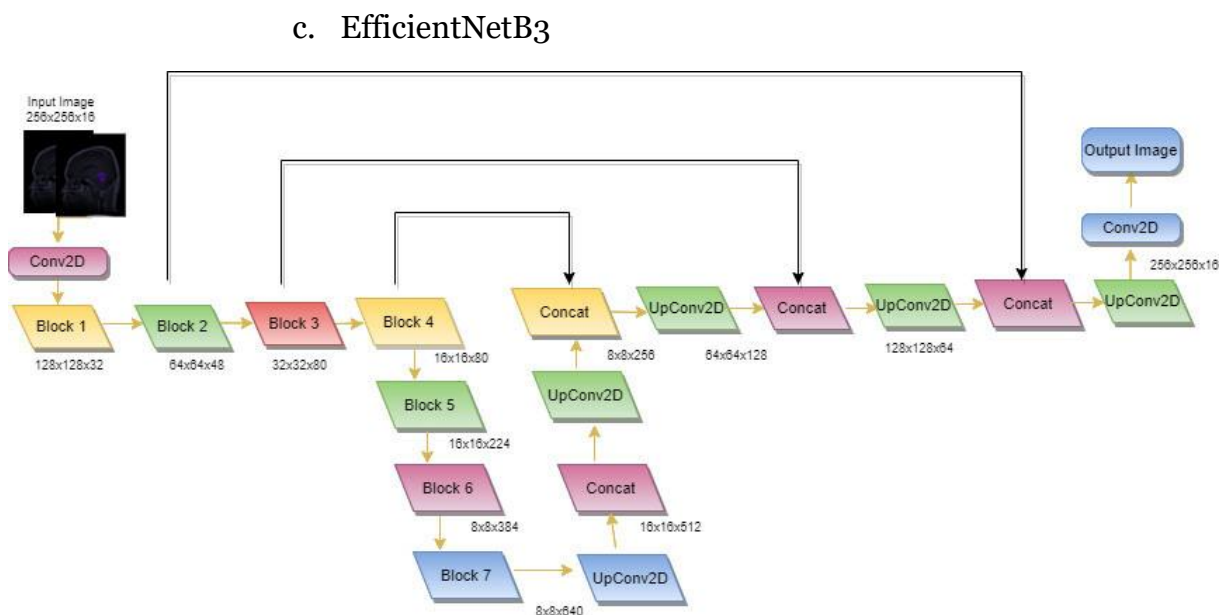 c. EfficientNetB3
Input Image
256x256x16
Conv2D
Block 1
128x128x32
Block 2
64x64x48
Block 3
32x32x80
Block 4
16x16x80
Block 5
16x16x224
Block 6
8x8x384
Block 7
8x8x640
UpConv2D
16x16x512
Concat
UpConv2D
8x8x256
Concat
UpConv2D
64x64x128
Concat
UpConv2D
128x128x64
Concat
UpConv2D
256x256x16
Conv2D
Output Image